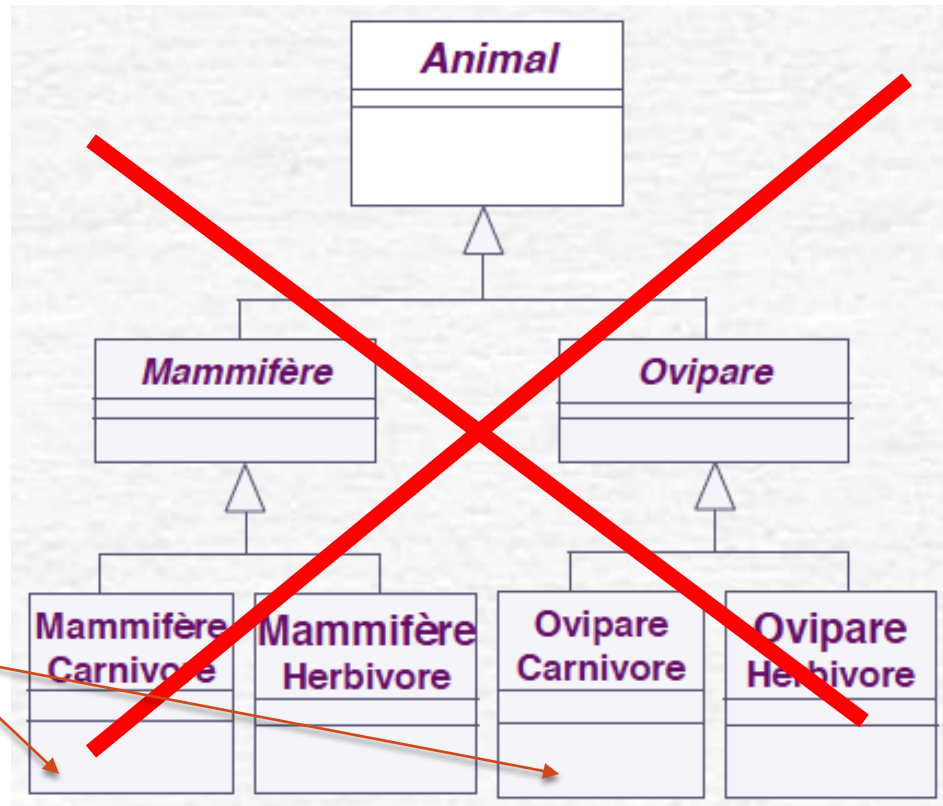 Animal
Mammifère
Ovipare
Mammifère
Carnivore
Mammifère
Herbivore
Ovipare
Carnivore
Ovipare
Herbivore